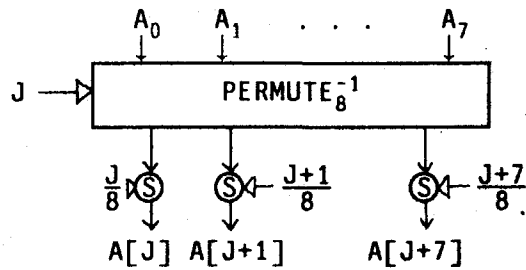 A₀ A₁ . . . A₇
J
PERMUTE₈⁻¹
J/8 S J+1/8 S J+7/8 S .
A[J] A[J+1] A[J+7]